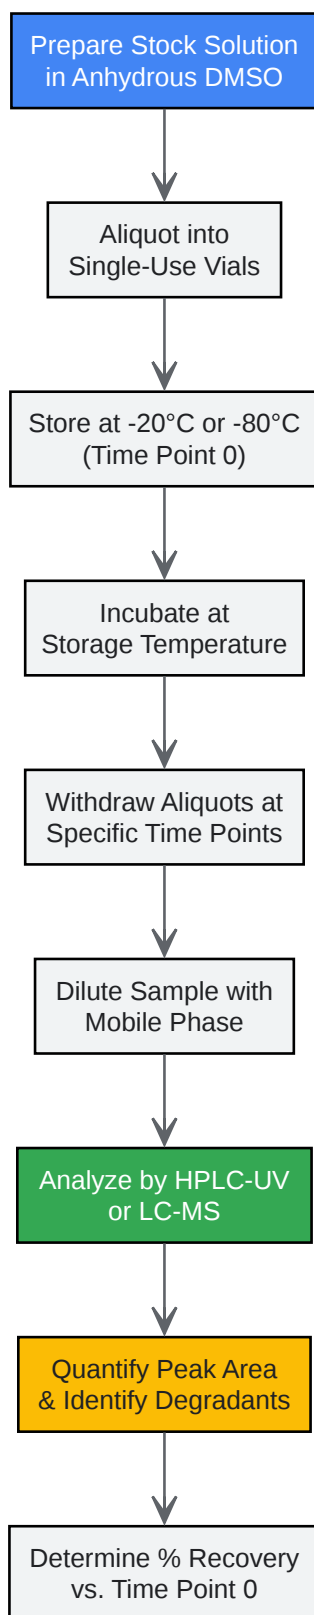 Prepare Stock Solution
in Anhydrous DMSO
Aliquot into
Single-Use Vials
Store at -20°C or -80°C
(Time Point 0)
Incubate at
Storage Temperature
Withdraw Aliquots at
Specific Time Points
Dilute Sample with
Mobile Phase
Analyze by HPLC-UV
or LC-MS
Quantify Peak Area
& Identify Degradants
Determine % Recovery
vs. Time Point 0